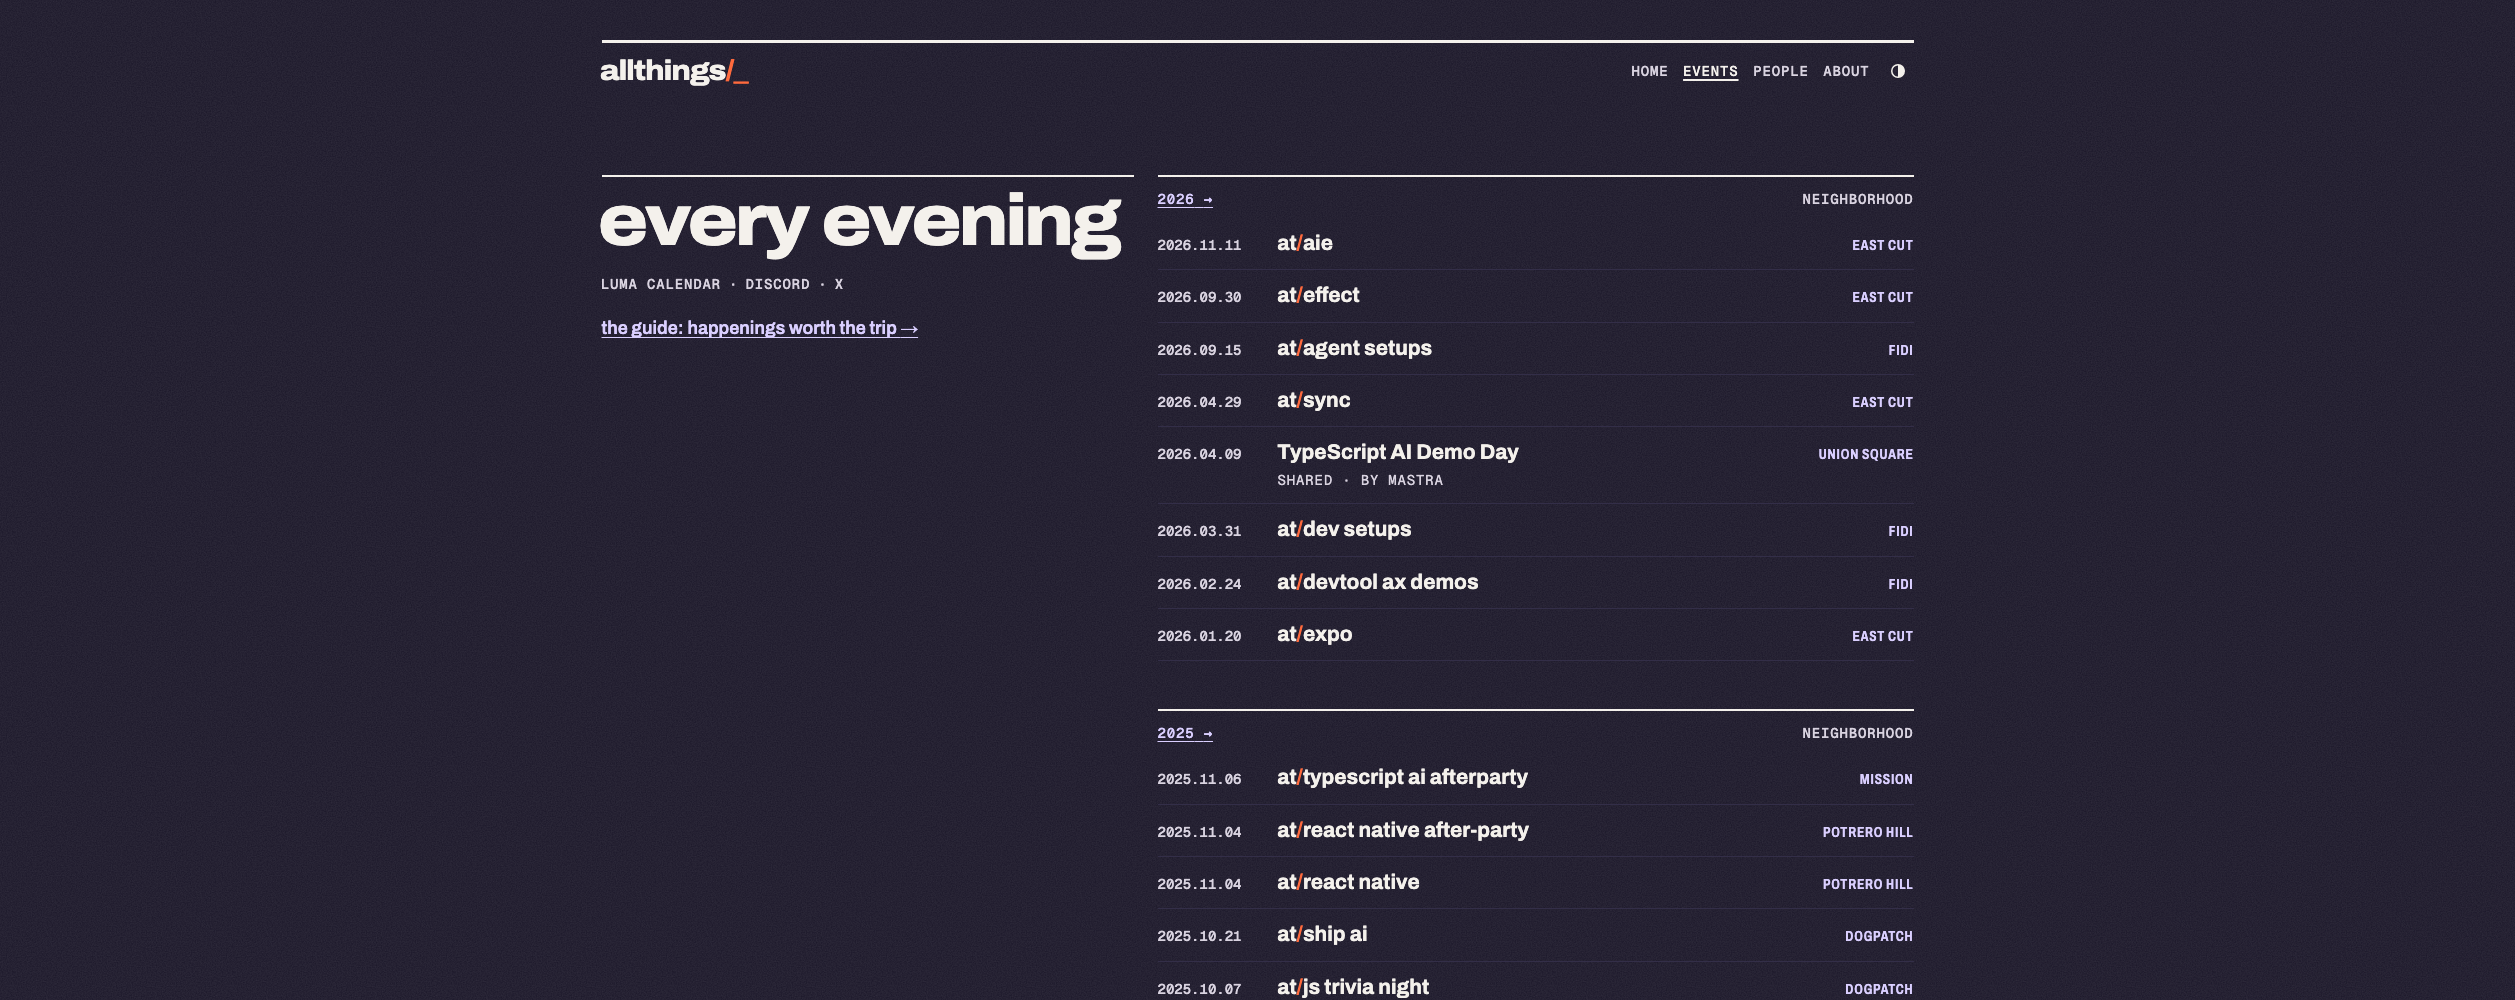 allthings/_
HOME EVENTS PEOPLE ABOUT
every evening
LUMA CALENDAR · DISCORD · X
the guide: happenings worth the trip →
2026 → NEIGHBORHOOD
2026.11.11 at/aie EAST CUT
2026.09.30 at/effect EAST CUT
2026.09.15 at/agent setups FIDI
2026.04.29 at/sync EAST CUT
2026.04.09 TypeScript AI Demo Day UNION SQUARE
SHARED · BY MASTRA
2026.03.31 at/dev setups FIDI
2026.02.24 at/devtool ax demos FIDI
2026.01.20 at/expo EAST CUT
2025 → NEIGHBORHOOD
2025.11.06 at/typescript ai afterparty MISSION
2025.11.04 at/react native after-party POTRERO HILL
2025.11.04 at/react native POTRERO HILL
2025.10.21 at/ship ai DOGPATCH
2025.10.07 at/js trivia night DOGPATCH